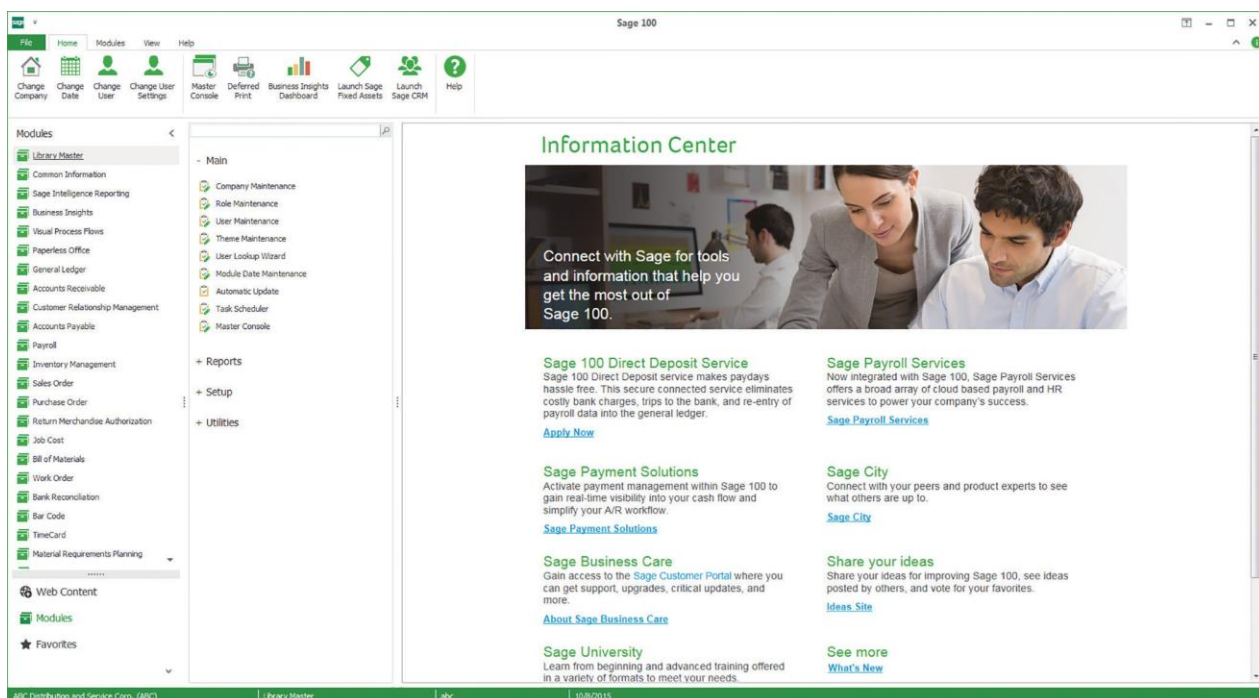 sage
Sage 100
File Home Modules View Help
Change Company
Change Date
Change User
Change User Settings
Master Console
Deferred Print
Business Insights Dashboard
Launch Sage Fixed Assets
Launch Sage CRM
Help
Modules
Library Master
Common Information
Sage Intelligence Reporting
Business Insights
Visual Process Flows
Paperless Office
General Ledger
Accounts Receivable
Customer Relationship Management
Accounts Payable
Payroll
Inventory Management
Sales Order
Purchase Order
Return Merchandise Authorization
Job Cost
Bill of Materials
Work Order
Bank Reconciliation
Bar Code
TimeCard
Material Requirements Planning
Web Content
Modules
Favorites
- Main
Company Maintenance
Role Maintenance
User Maintenance
Theme Maintenance
User Lookup Wizard
Module Date Maintenance
Automatic Update
Task Scheduler
Master Console
+ Reports
+ Setup
+ Utilities
Information Center
Connect with Sage for tools
and information that help you
get the most out of
Sage 100.
Sage 100 Direct Deposit Service
Sage 100 Direct Deposit service makes paydays
hassle free. This secure connected service eliminates
costly bank charges, trips to the bank, and re-entry of
payroll data into the general ledger.
Apply Now
Sage Payroll Services
Now integrated with Sage 100, Sage Payroll Services
offers a broad array of cloud based payroll and HR
services to power your company's success.
Sage Payroll Services
Sage Payment Solutions
Activate payment management within Sage 100 to
gain real-time visibility into your cash flow and
simplify your A/R workflow.
Sage Payment Solutions
Sage City
Connect with your peers and product experts to see
what others are up to.
Sage City
Sage Business Care
Gain access to the Sage Customer Portal where you
can get support, upgrades, critical updates, and
more.
About Sage Business Care
Share your ideas
Share your ideas for improving Sage 100, see ideas
posted by others, and vote for your favorites.
Ideas Site
Sage University
Learn from beginning and advanced training offered
in a variety of formats to meet your needs.
See more
What's New
ABC Distribution and Service Corp. (ABC) Library Master abc 10/8/2015